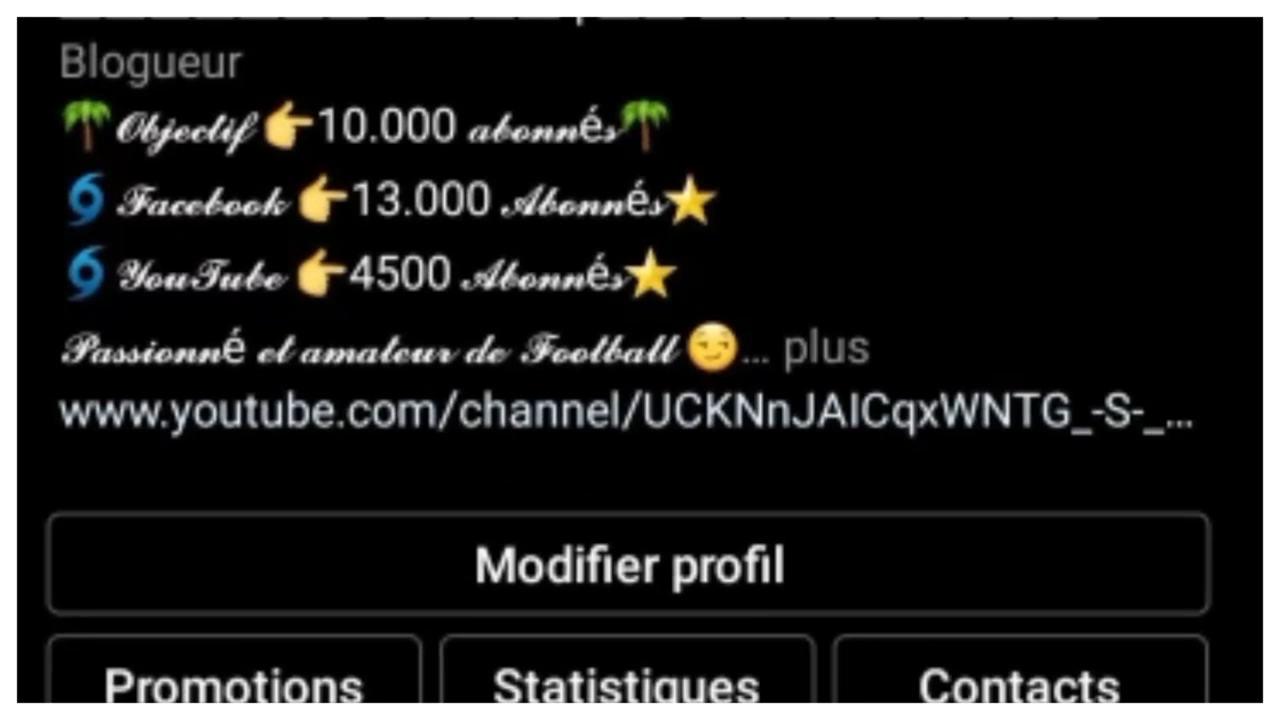 Blogueur
🌴𝓞𝓫𝓳𝓮𝓬𝓽𝓲𝓯 👉10.000 𝓪𝓫𝓸𝓷𝓷é𝓼🌴
🌀 𝓕𝓪𝓬𝓮𝓫𝓸𝓸𝓴 👉13.000 𝓐𝓫𝓸𝓷𝓷é𝓼⭐
🌀 𝓨𝓸𝓾𝓣𝓾𝓫𝓮 👉4500 𝓐𝓫𝓸𝓷𝓷é𝓼⭐
𝓟𝓪𝓼𝓼𝓲𝓸𝓷𝓷é 𝓮𝓽 𝓪𝓶𝓪𝓽𝓮𝓾𝓻 𝓭𝓮 𝓕𝓸𝓸𝓽𝓫𝓪𝓵𝓵 😏... plus
www.youtube.com/channel/UCKNnJAICqxWNTG_-S-_...
Modifier profil
Promotions Statistiques Contacts